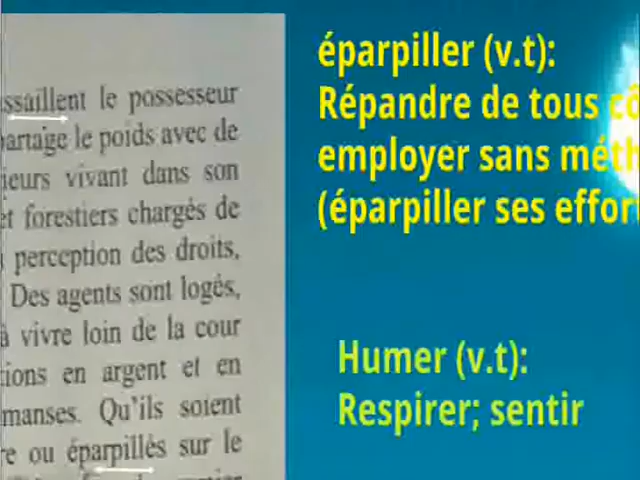 ssaillent le possesseur
partage le poids avec de
ieurs vivant dans son
et forestiers chargés de
perception des droits,
Des agents sont logés,
à vivre loin de la cour
tions en argent et en
manses. Qu'ils soient
re ou éparpillés sur le
éparpiller (v.t):
Répandre de tous cô
employer sans méth
(éparpiller ses effor
Humer (v.t):
Respirer; sentir